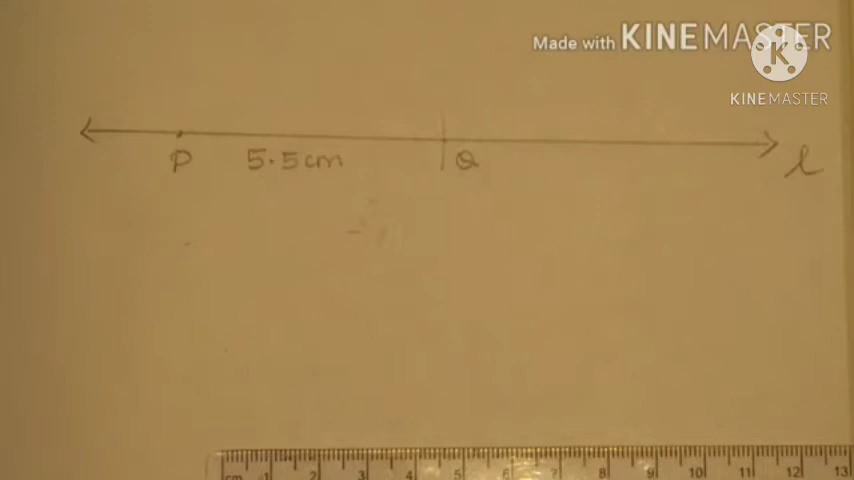 Made with KINEMASTER
K
KINEMASTER
P 5.5cm Q l
cm 1 2 3 4 5 6 7 8 9 10 11 12 13